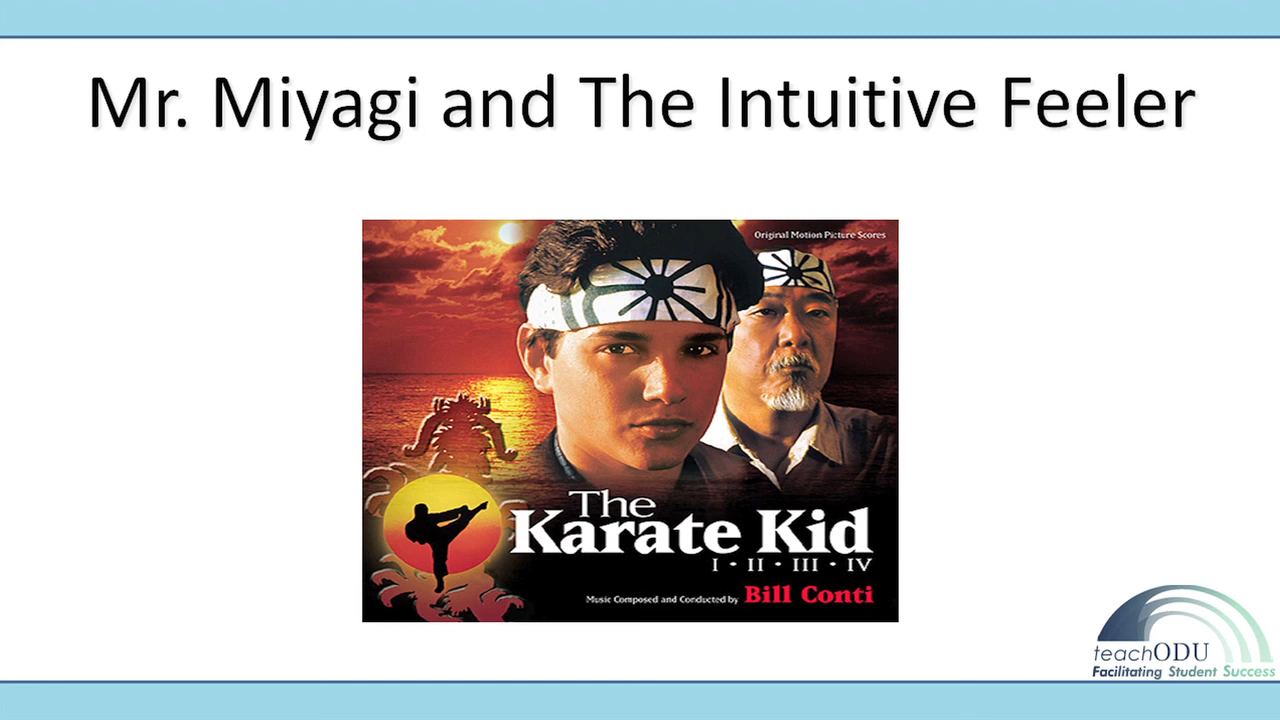 Mr. Miyagi and The Intuitive Feeler
Original Motion Picture Scores
The
Karate Kid
I • II • III • IV
Music Composed and Conducted by Bill Conti
teachODU
Facilitating Student Success